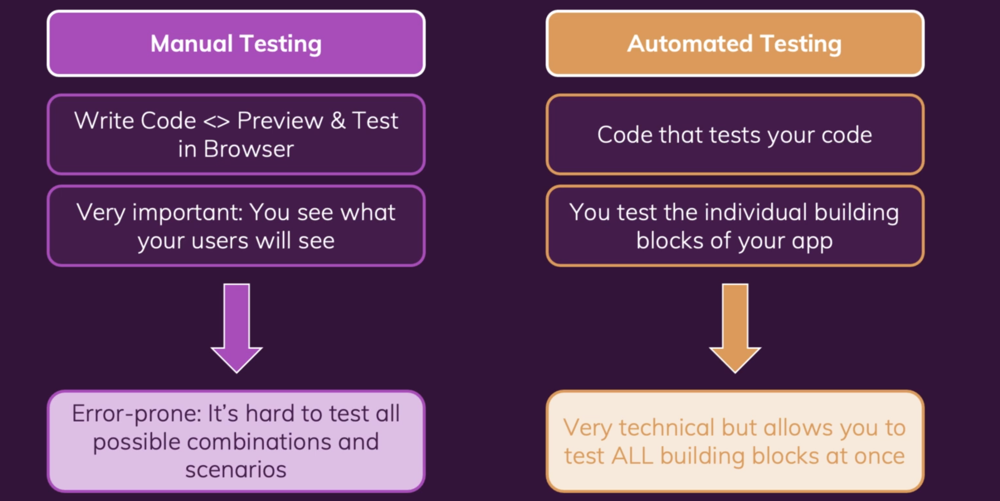 Manual Testing
Write Code <> Preview & Test
in Browser
Very important: You see what
your users will see
Error-prone: It’s hard to test all
possible combinations and
scenarios
Automated Testing
Code that tests your code
You test the individual building
blocks of your app
Very technical but allows you to
test ALL building blocks at once